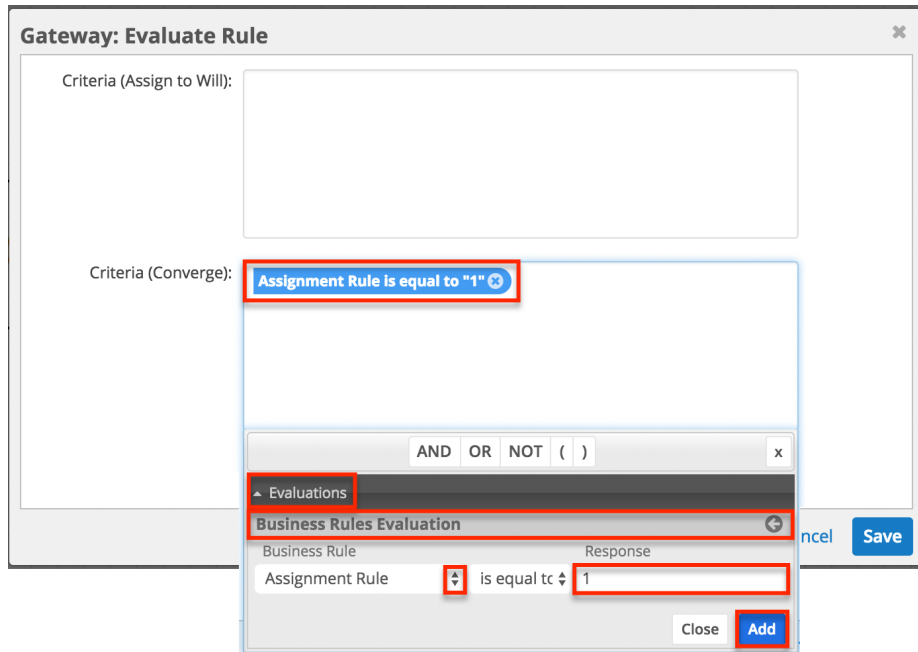 Gateway: Evaluate Rule
Criteria (Assign to Will):
Criteria (Converge):
Assignment Rule is equal to "1"
AND OR NOT ( ) x
Evaluations
Business Rules Evaluation
ncel Save
Business Rule Response
Assignment Rule is equal tc 1
Close Add